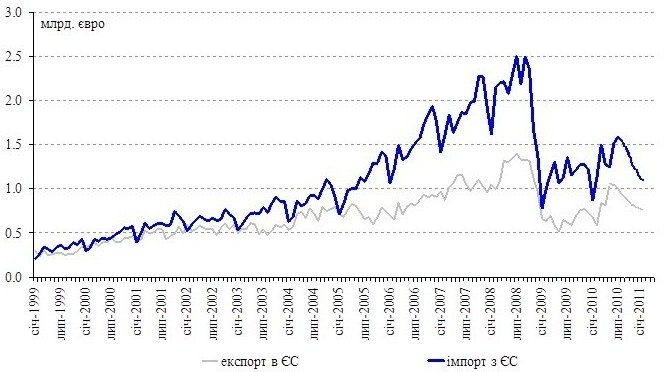 млрд. євро
3.0
2.5
2.0
1.5
1.0
0.5
0.0
січ-1999
лип-1999
січ-2000
лип-2000
січ-2001
лип-2001
січ-2002
лип-2002
січ-2003
лип-2003
січ-2004
лип-2004
січ-2005
лип-2005
січ-2006
лип-2006
січ-2007
лип-2007
січ-2008
лип-2008
січ-2009
лип-2009
січ-2010
лип-2010
січ-2011
експорт в ЄС
імпорт з ЄС